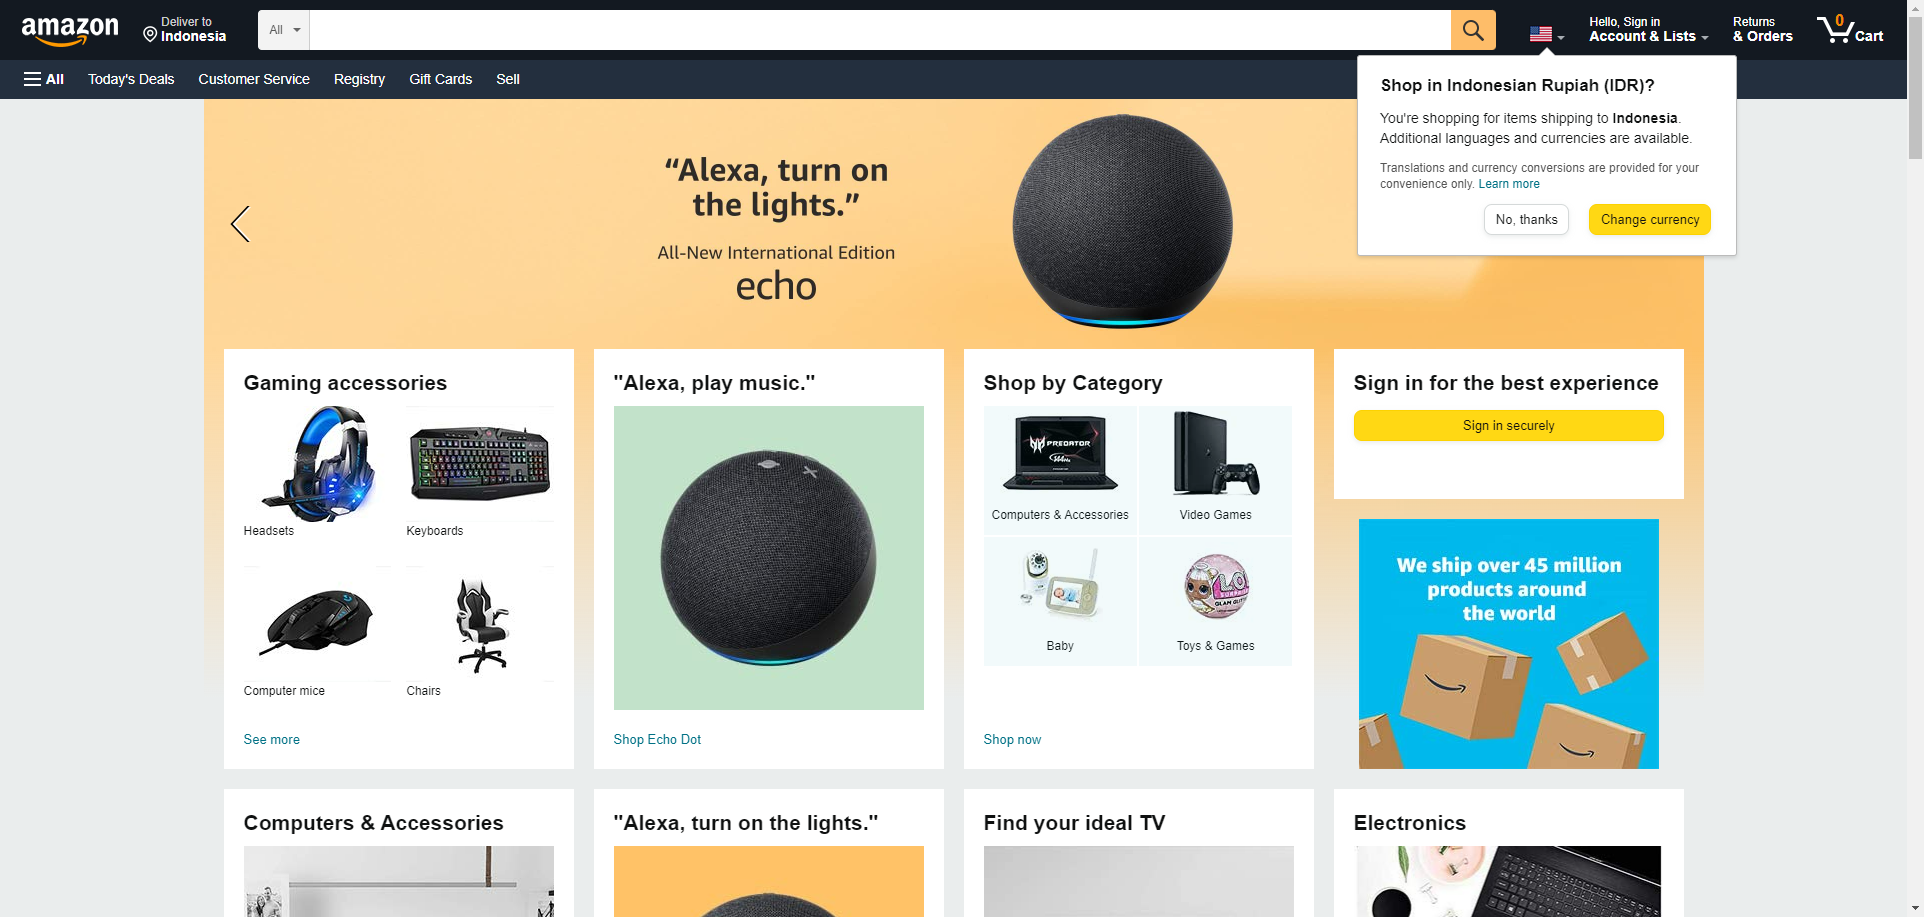 amazon
Deliver to
Indonesia
All
Hello, Sign in
Account & Lists
Returns
& Orders
0
Cart
All
Today's Deals
Customer Service
Registry
Gift Cards
Sell
Shop in Indonesian Rupiah (IDR)?
You're shopping for items shipping to Indonesia.
Additional languages and currencies are available.
Translations and currency conversions are provided for your
convenience only. Learn more
No, thanks
Change currency
“Alexa, turn on
the lights.”
All-New International Edition
echo
Gaming accessories
Headsets
Keyboards
Computer mice
Chairs
See more
"Alexa, play music."
Shop Echo Dot
Shop by Category
PREDATOR
144Hz
Computers & Accessories
Video Games
Baby
L.O.L.
SURPRISE
GLAM GLITTER
Toys & Games
Shop now
Sign in for the best experience
Sign in securely
We ship over 45 million
products around
the world
Computers & Accessories
"Alexa, turn on the lights."
Find your ideal TV
Electronics